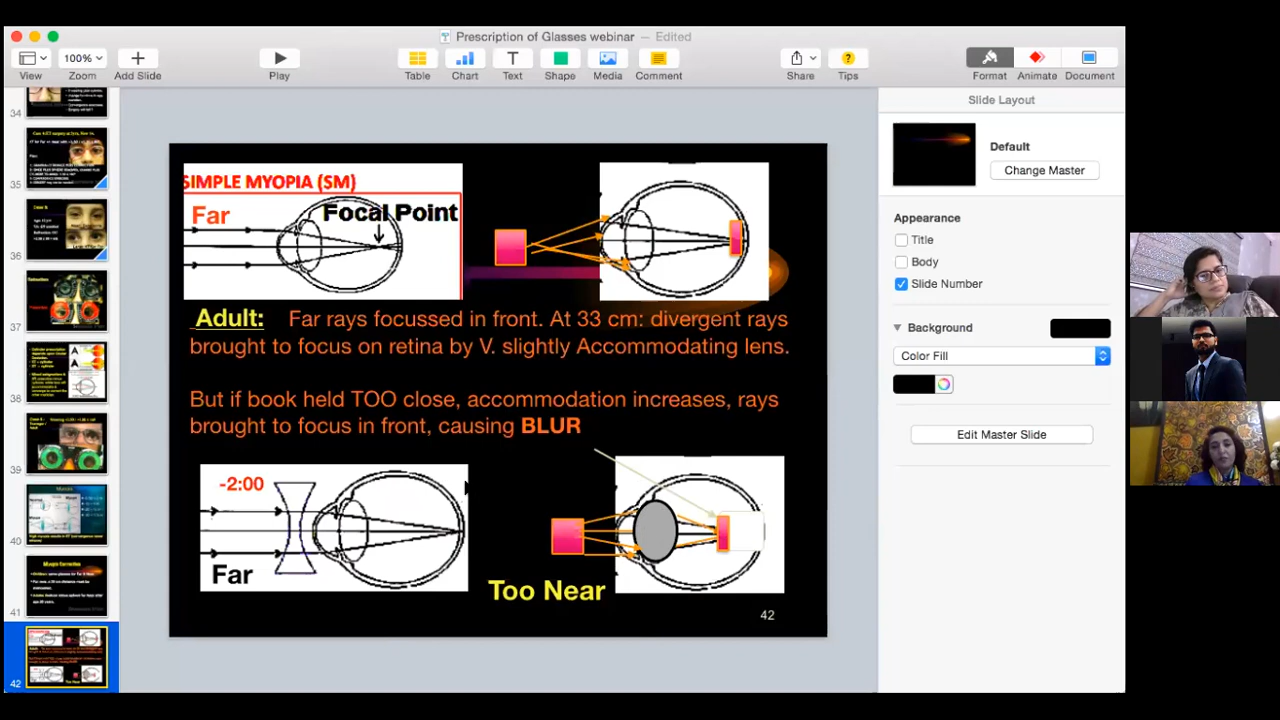 Prescription of Glasses webinar — Edited
View
100%
Zoom
Add Slide
Play
Table
Chart
Text
Shape
Media
Comment
Share
Tips
Format
Animate
Document
34
35
36
37
38
39
40
41
42
SIMPLE MYOPIA (SM)
Far
Focal Point
Adult: Far rays focussed in front. At 33 cm: divergent rays
brought to focus on retina by V. slightly Accommodating lens.
But if book held TOO close, accommodation increases, rays
brought to focus in front, causing BLUR
-2:00
Far
Too Near
42
Slide Layout
Default
Change Master
Appearance
Title
Body
Slide Number
Background
Color Fill
Edit Master Slide